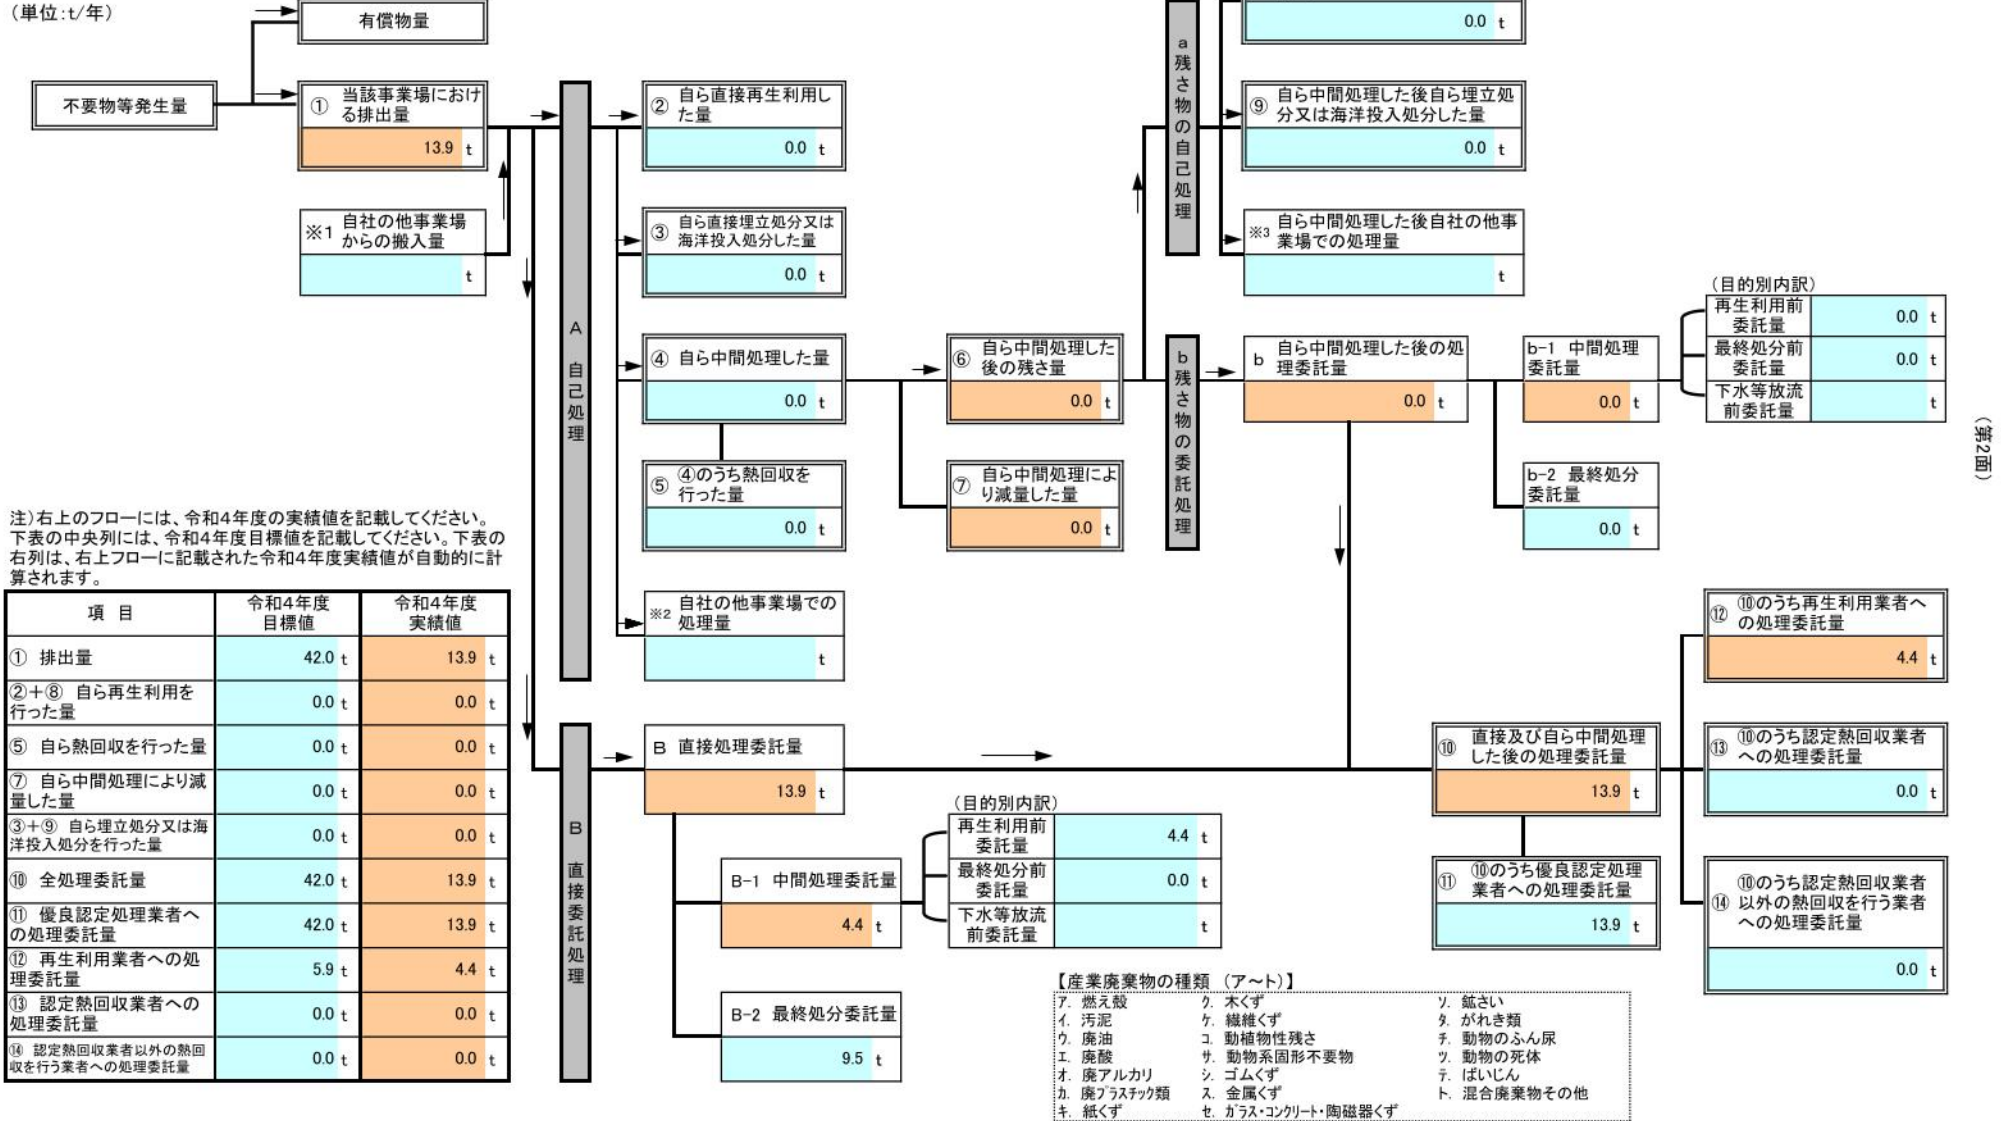 （単位:t/年）
有償物量
不要物等発生量
① 当該事業場におけ
る排出量
13.9 t
※1 自社の他事業場
からの搬入量
t
A 自己処理
② 自ら直接再生利用し
た量
0.0 t
③ 自ら直接埋立処分又は
海洋投入処分した量
0.0 t
④ 自ら中間処理した量
0.0 t
⑤ ④のうち熱回収を
行った量
0.0 t
※2 自社の他事業場での
処理量
t
⑥ 自ら中間処理した
後の残さ量
0.0 t
⑦ 自ら中間処理によ
り減量した量
0.0 t
a 残さ物の自己処理
0.0 t
⑨ 自ら中間処理した後自ら埋立処
分又は海洋投入処分した量
0.0 t
※3 自ら中間処理した後自社の他事
業場での処理量
t
b 残さ物の委託処理
b 自ら中間処理した後の処
理委託量
0.0 t
b-1 中間処理
委託量
0.0 t
（目的別内訳）
再生利用前
委託量
0.0 t
最終処分前
委託量
0.0 t
下水等放流
前委託量
t
b-2 最終処分
委託量
0.0 t
（第2面）
注）右上のフローには、令和4年度の実績値を記載してください。
下表の中央列には、令和4年度目標値を記載してください。下表の
右列は、右上フローに記載された令和4年度実績値が自動的に計
算されます。
項 目
令和4年度
目標値
令和4年度
実績値
① 排出量
42.0 t 13.9 t
②＋⑧ 自ら再生利用を
行った量
0.0 t 0.0 t
⑤ 自ら熱回収を行った量
0.0 t 0.0 t
⑦ 自ら中間処理により減
量した量
0.0 t 0.0 t
③＋⑨ 自ら埋立処分又は海
洋投入処分を行った量
0.0 t 0.0 t
⑩ 全処理委託量
42.0 t 13.9 t
⑪ 優良認定処理業者へ
の処理委託量
42.0 t 13.9 t
⑫ 再生利用業者への処
理委託量
5.9 t 4.4 t
⑬ 認定熱回収業者への
処理委託量
0.0 t 0.0 t
⑭ 認定熱回収業者以外の熱回
収を行う業者への処理委託量
0.0 t 0.0 t
B 直接委託処理
B 直接処理委託量
13.9 t
B-1 中間処理委託量
4.4 t
（目的別内訳）
再生利用前
委託量
4.4 t
最終処分前
委託量
0.0 t
下水等放流
前委託量
t
B-2 最終処分委託量
9.5 t
⑩ 直接及び自ら中間処理
した後の処理委託量
13.9 t
⑪ ⑩のうち優良認定処理
業者への処理委託量
13.9 t
⑫ ⑩のうち再生利用業者へ
の処理委託量
4.4 t
⑬ ⑩のうち認定熱回収業者
への処理委託量
0.0 t
⑭ ⑩のうち認定熱回収業者
以外の熱回収を行う業者
への処理委託量
0.0 t
【産業廃棄物の種類 （ア～ト）】
ア. 燃え殻 ク. 木くず ソ. 鉱さい
イ. 汚泥 ケ. 繊維くず タ. がれき類
ウ. 廃油 コ. 動植物性残さ チ. 動物のふん尿
エ. 廃酸 サ. 動物系固形不要物 ツ. 動物の死体
オ. 廃アルカリ シ. ゴムくず テ. ばいじん
カ. 廃プラスチック類 ス. 金属くず ト. 混合廃棄物その他
キ. 紙くず セ. ガラス・コンクリート・陶磁器くず